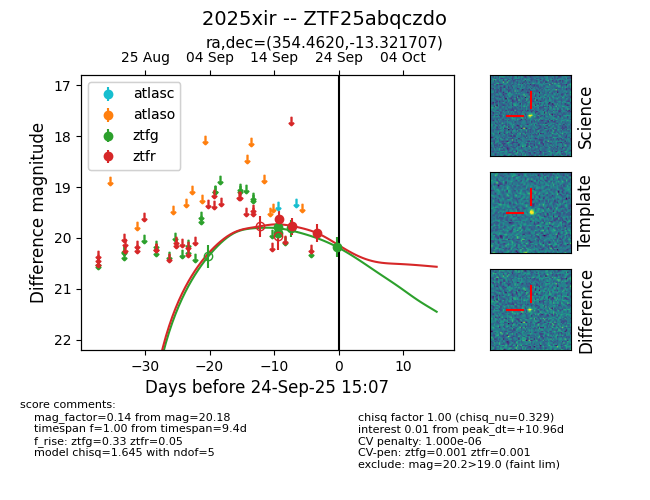 2025xir -- ZTF25abqczdo
ra,dec=(354.4620,-13.321707)
25 Aug 04 Sep 14 Sep 24 Sep 04 Oct
atlasc
atlaso
ztfg
ztfr
17
18
19
20
21
22
Difference magnitude
−30 −20 −10 0 10
Days before 24-Sep-25 15:07
Science
Template
Difference
score comments:
mag_factor=0.14 from mag=20.18
timespan f=1.00 from timespan=9.4d
f_rise: ztfg=0.33 ztfr=0.05
model chisq=1.645 with ndof=5
chisq factor 1.00 (chisq_nu=0.329)
interest 0.01 from peak_dt=+10.96d
CV penalty: 1.000e-06
CV-pen: ztfg=0.001 ztfr=0.001
exclude: mag=20.2>19.0 (faint lim)